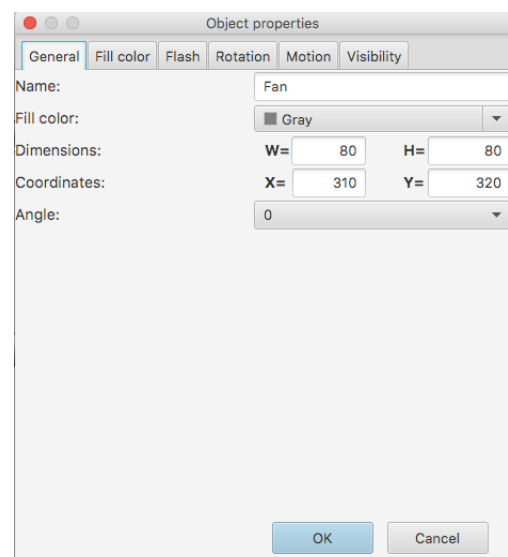 Object properties
General Fill color Flash Rotation Motion Visibility
Name: Fan
Fill color: Gray
Dimensions: W= 80 H= 80
Coordinates: X= 310 Y= 320
Angle: 0
OK Cancel